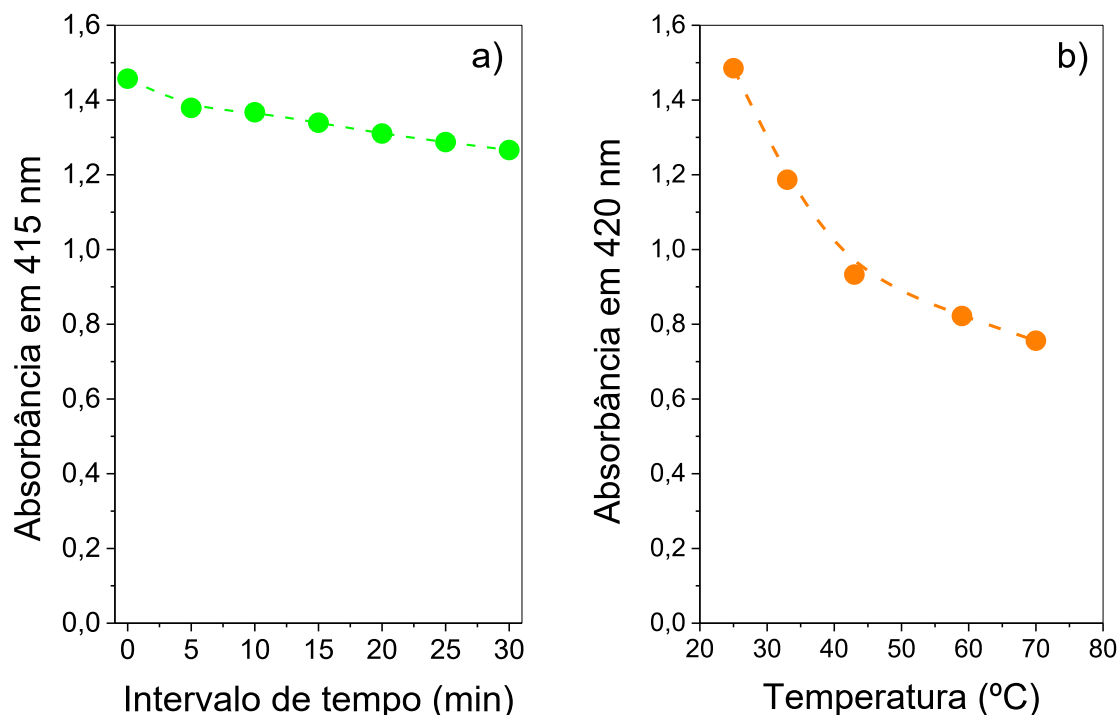 a)
Absorbância em 415 nm
1,6
1,4
1,2
1,0
0,8
0,6
0,4
0,2
0,0
0 5 10 15 20 25 30
Intervalo de tempo (min)
b)
Absorbância em 420 nm
1,6
1,4
1,2
1,0
0,8
0,6
0,4
0,2
0,0
20 30 40 50 60 70 80
Temperatura (ºC)